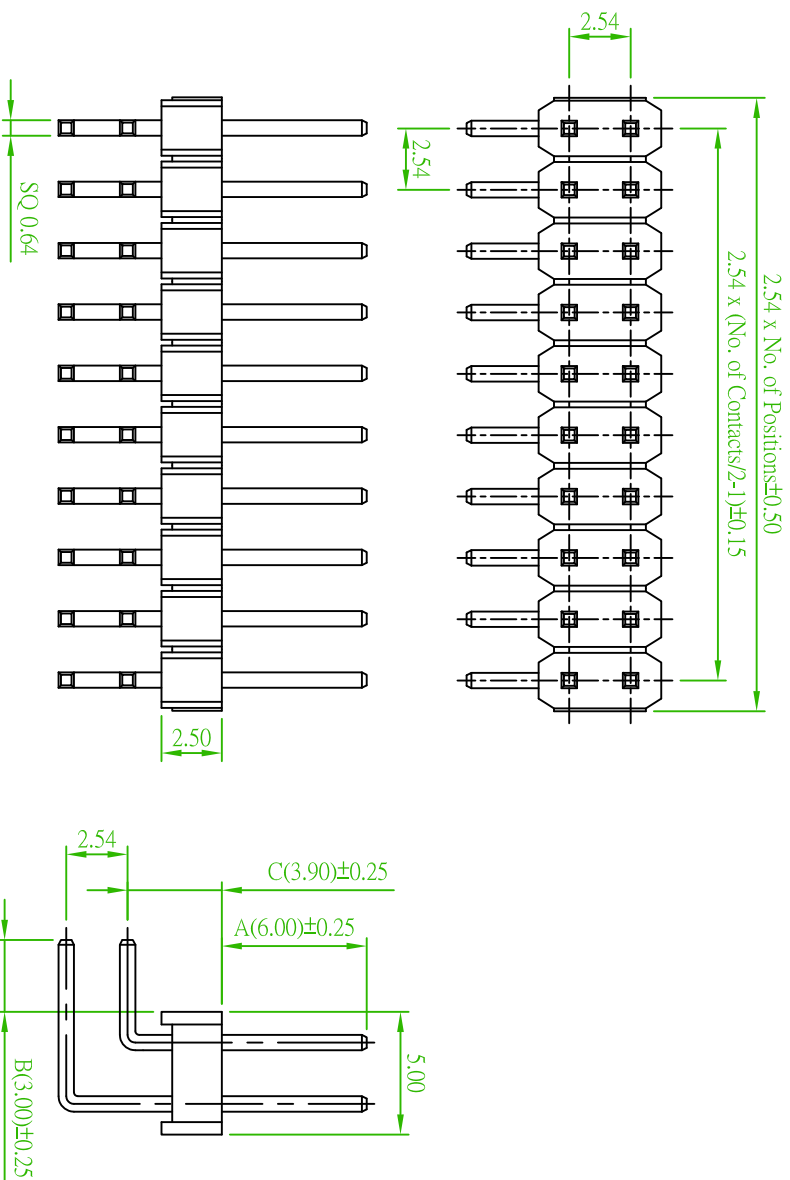 2.54
2.54
2.54 x No. of Positions±0.50
2.54 x (No. of Contacts/2-1)±0.15
SQ 0.64
2.50
2.54
C(3.90)±0.25
A(6.00)±0.25
5.00
B(3.00)±0.25